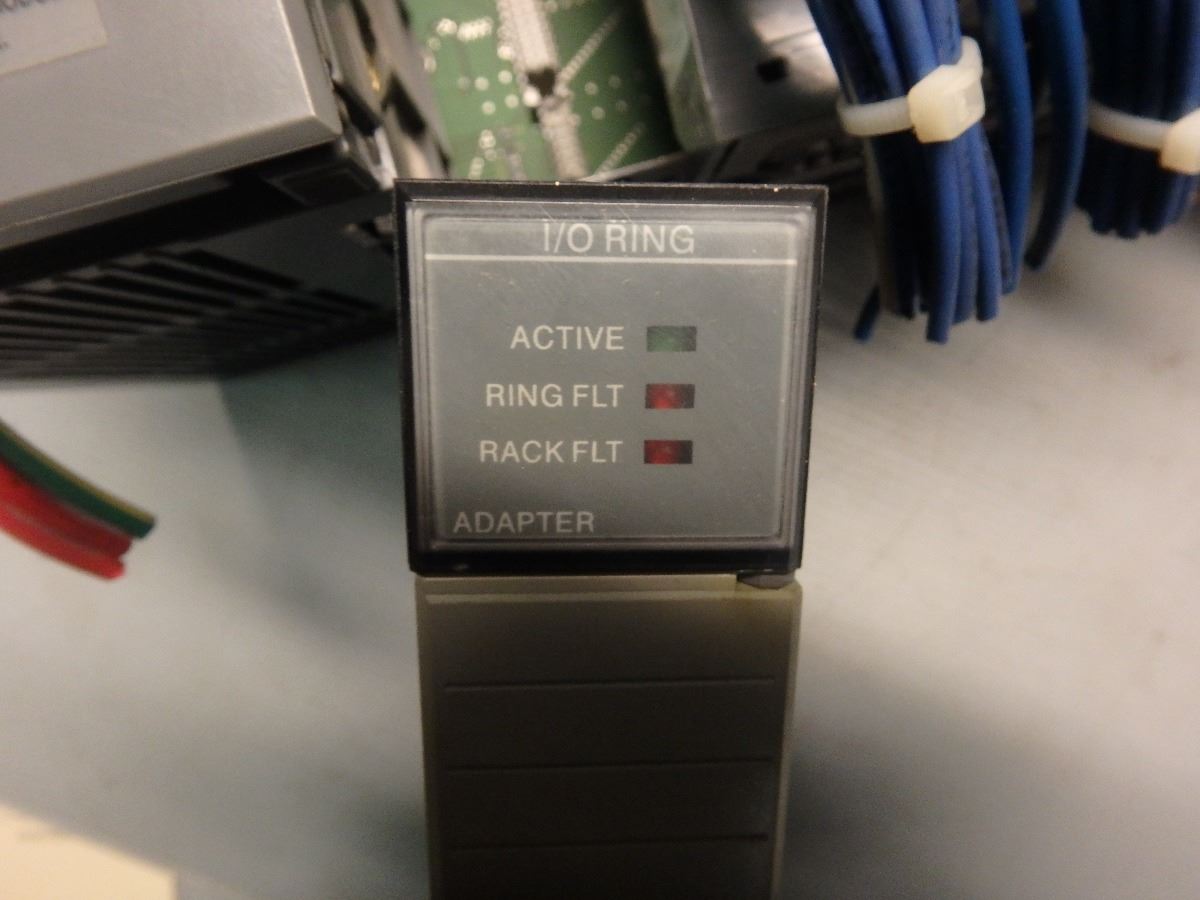 I/O RING
ACTIVE
RING FLT
RACK FLT
ADAPTER